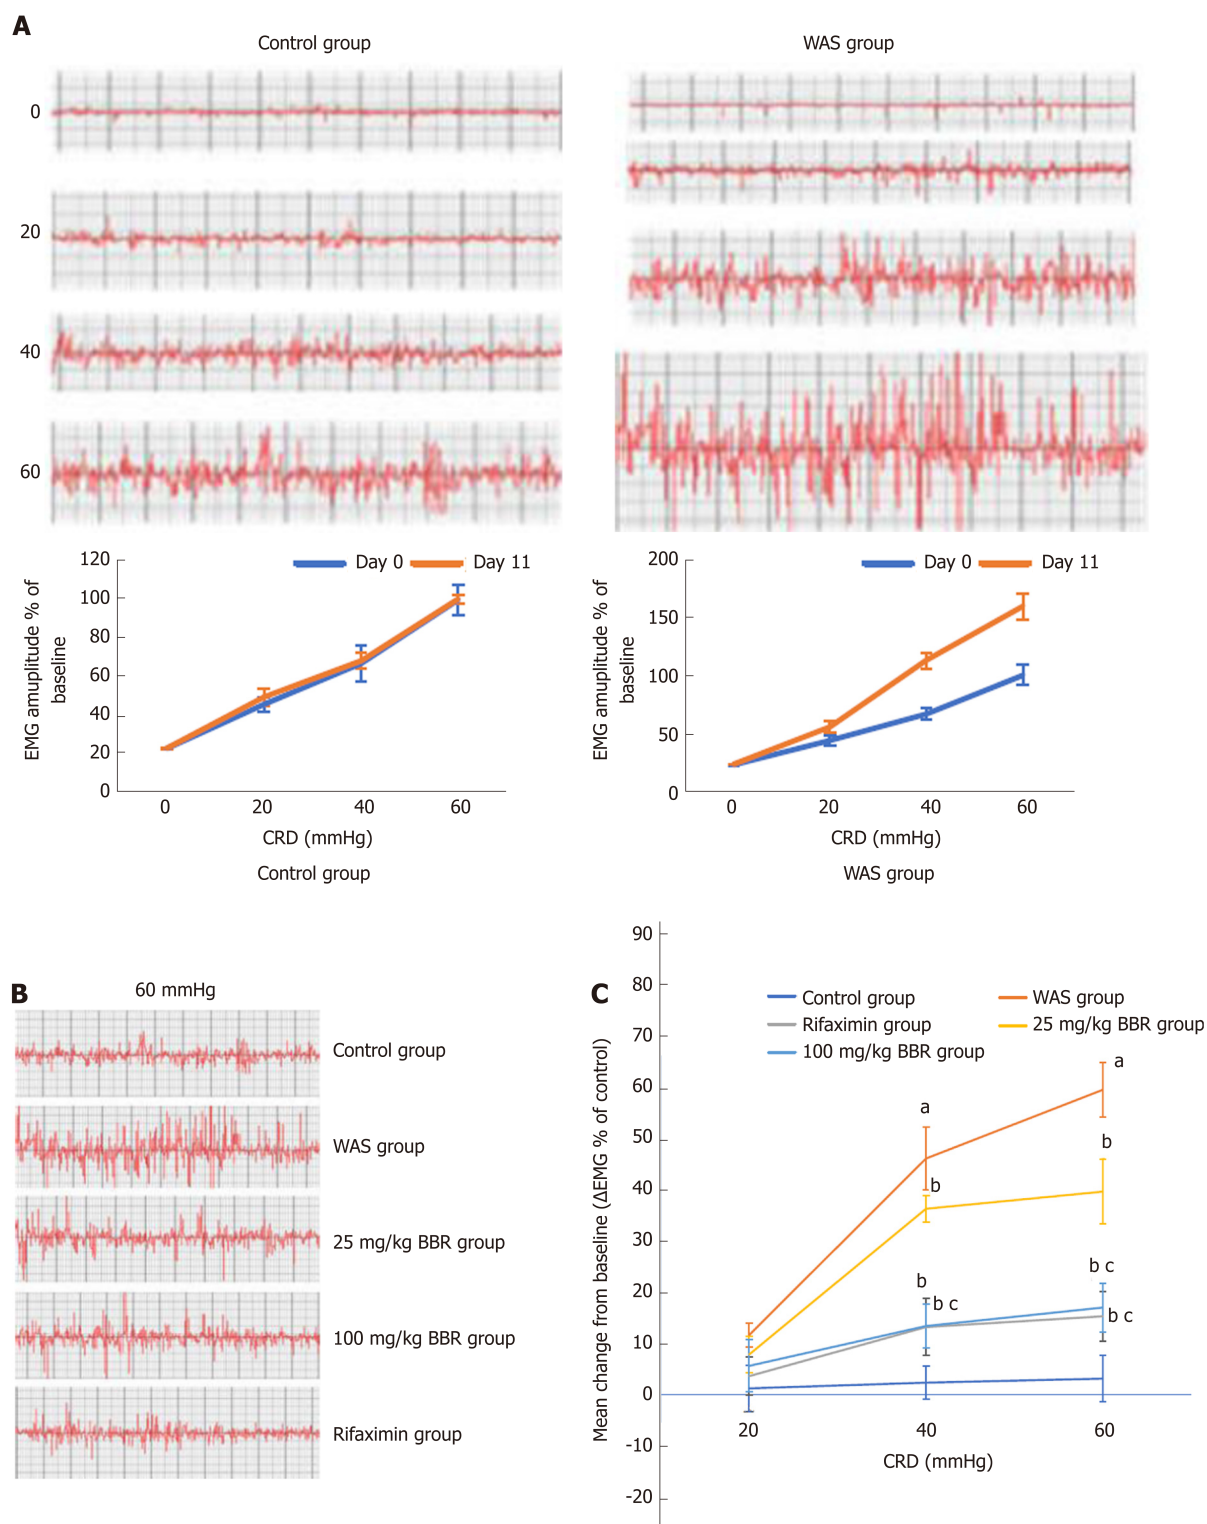 A
Control group
WAS group
0
20
40
60
120
100
80
60
40
20
0
Day 0
Day 11
EMG amuplitude % of
baseline
0
20
40
60
CRD (mmHg)
Control group
200
150
100
50
0
Day 0
Day 11
EMG amuplitude % of
baseline
0
20
40
60
CRD (mmHg)
WAS group
B
60 mmHg
Control group
WAS group
25 mg/kg BBR group
100 mg/kg BBR group
Rifaximin group
C
90
80
70
60
50
40
30
20
10
0
-10
-20
Mean change from baseline (ΔEMG % of control)
Control group
WAS group
Rifaximin group
25 mg/kg BBR group
100 mg/kg BBR group
a
a
b
b
b
b c
b c
b c
20
40
60
CRD (mmHg)